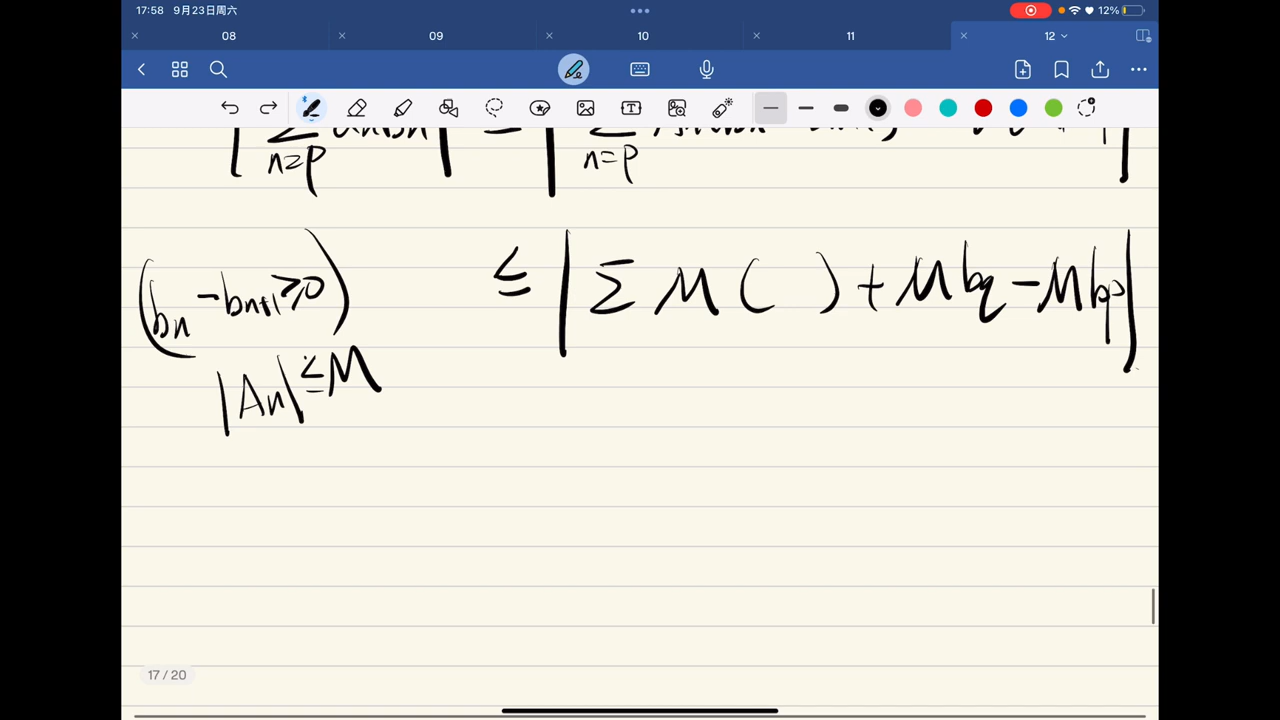 17:58 9月23日周六 12%
08 09 10 11 12
n=p n=p
(bn -bn+1≥0) ≤ | Σ M ( ) + Mbq - Mbp |
|An| ≤M
17 / 20